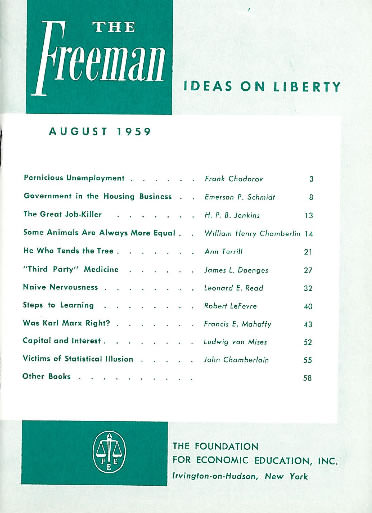 THE
Freeman
IDEAS ON LIBERTY
AUGUST 1959
Pernicious Unemployment . . . . . . Frank Chodorov 3
Government in the Housing Business . . Emerson P. Schmidt 8
The Great Job-Killer . . . . . . . H. P. B. Jenkins 13
Some Animals Are Always More Equal . . William Henry Chamberlin 14
He Who Tends the Tree . . . . . . . Ann Terrill 21
"Third Party" Medicine . . . . . . James L. Doenges 27
Naive Nervousness . . . . . . . . Leonard E. Read 32
Steps to Learning . . . . . . . . Robert LeFevre 40
Was Karl Marx Right? . . . . . . . Francis E. Mahaffy 43
Capital and Interest . . . . . . . . Ludwig von Mises 52
Victims of Statistical Illusion . . . . . John Chamberlain 55
Other Books . . . . . . . . . . 58
F E E
THE FOUNDATION
FOR ECONOMIC EDUCATION, INC.
Irvington-on-Hudson, New York